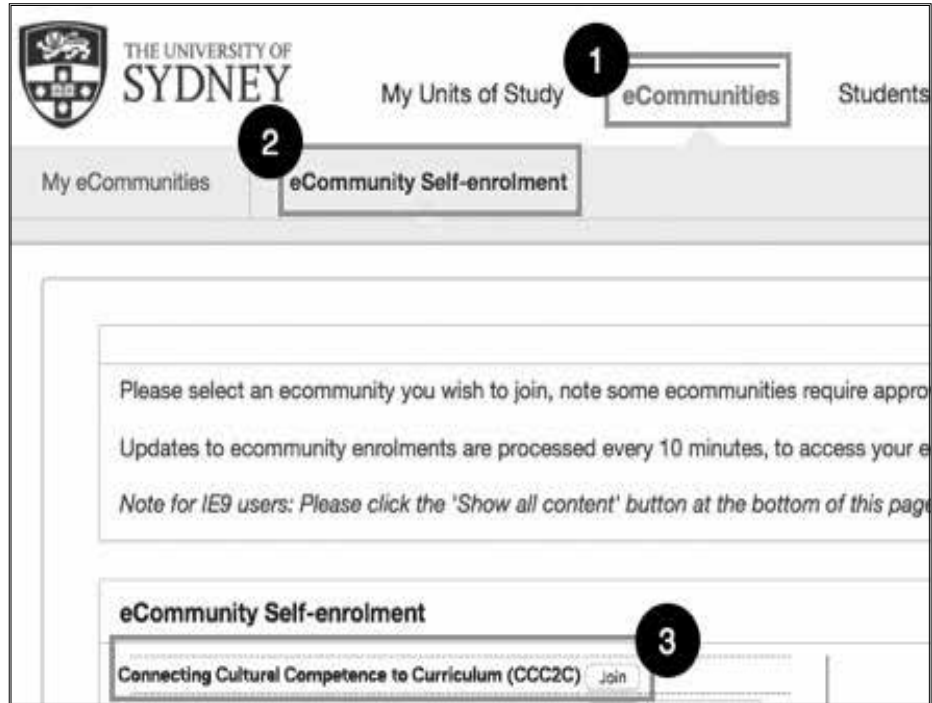 THE UNIVERSITY OF
SYDNEY
1
My Units of Study
eCommunities
Students
2
My eCommunities
eCommunity Self-enrolment
Please select an ecommunity you wish to join, note some ecommunities require appro
Updates to ecommunity enrolments are processed every 10 minutes, to access your e
Note for IE9 users: Please click the 'Show all content' button at the bottom of this page
eCommunity Self-enrolment
3
Connecting Cultural Competence to Curriculum (CCC2C) Join